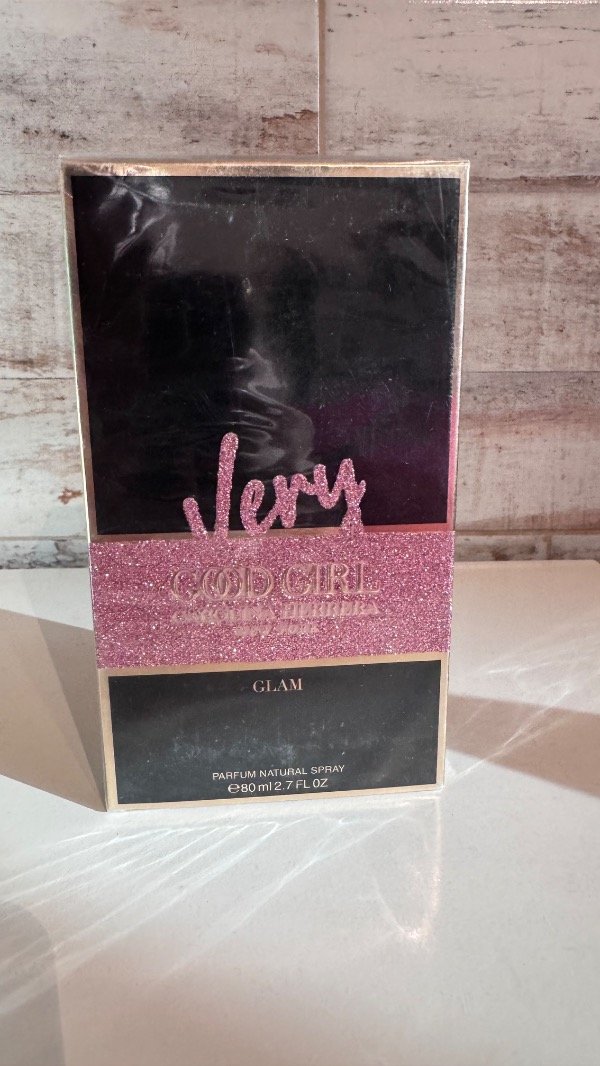 Very
GOOD GIRL
CAROLINA HERRERA
NEW YORK
GLAM
PARFUM NATURAL SPRAY
℮80 ml 2.7 FL OZ